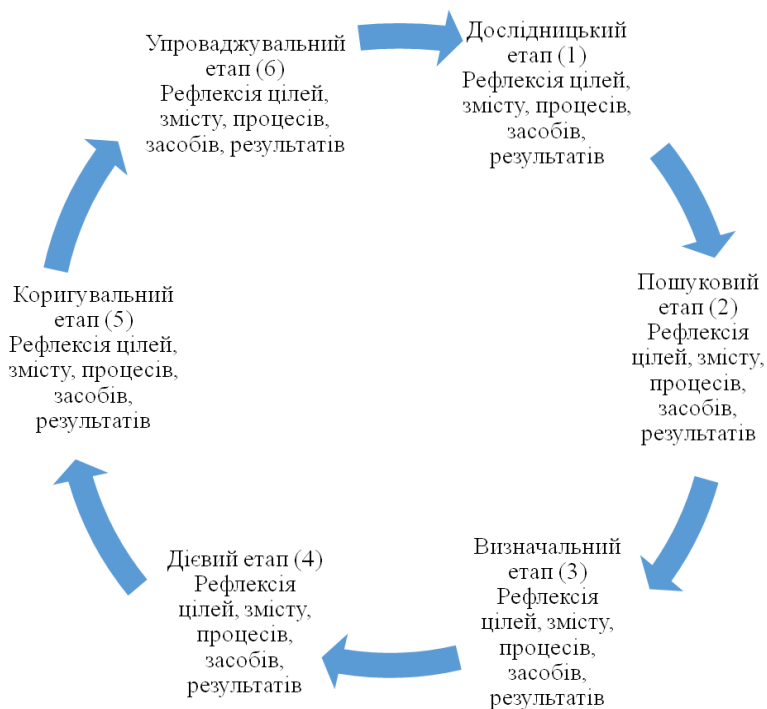 Дослідницький
етап (1)
Рефлексія цілей,
змісту, процесів,
засобів,
результатів
Пошуковий
етап (2)
Рефлексія
цілей, змісту,
процесів,
засобів,
результатів
Визначальний
етап (3)
Рефлексія
цілей, змісту,
процесів,
засобів,
результатів
Дієвий етап (4)
Рефлексія
цілей, змісту,
процесів,
засобів,
результатів
Коригувальний
етап (5)
Рефлексія цілей,
змісту, процесів,
засобів,
результатів
Упроваджувальний
етап (6)
Рефлексія цілей,
змісту, процесів,
засобів, результатів